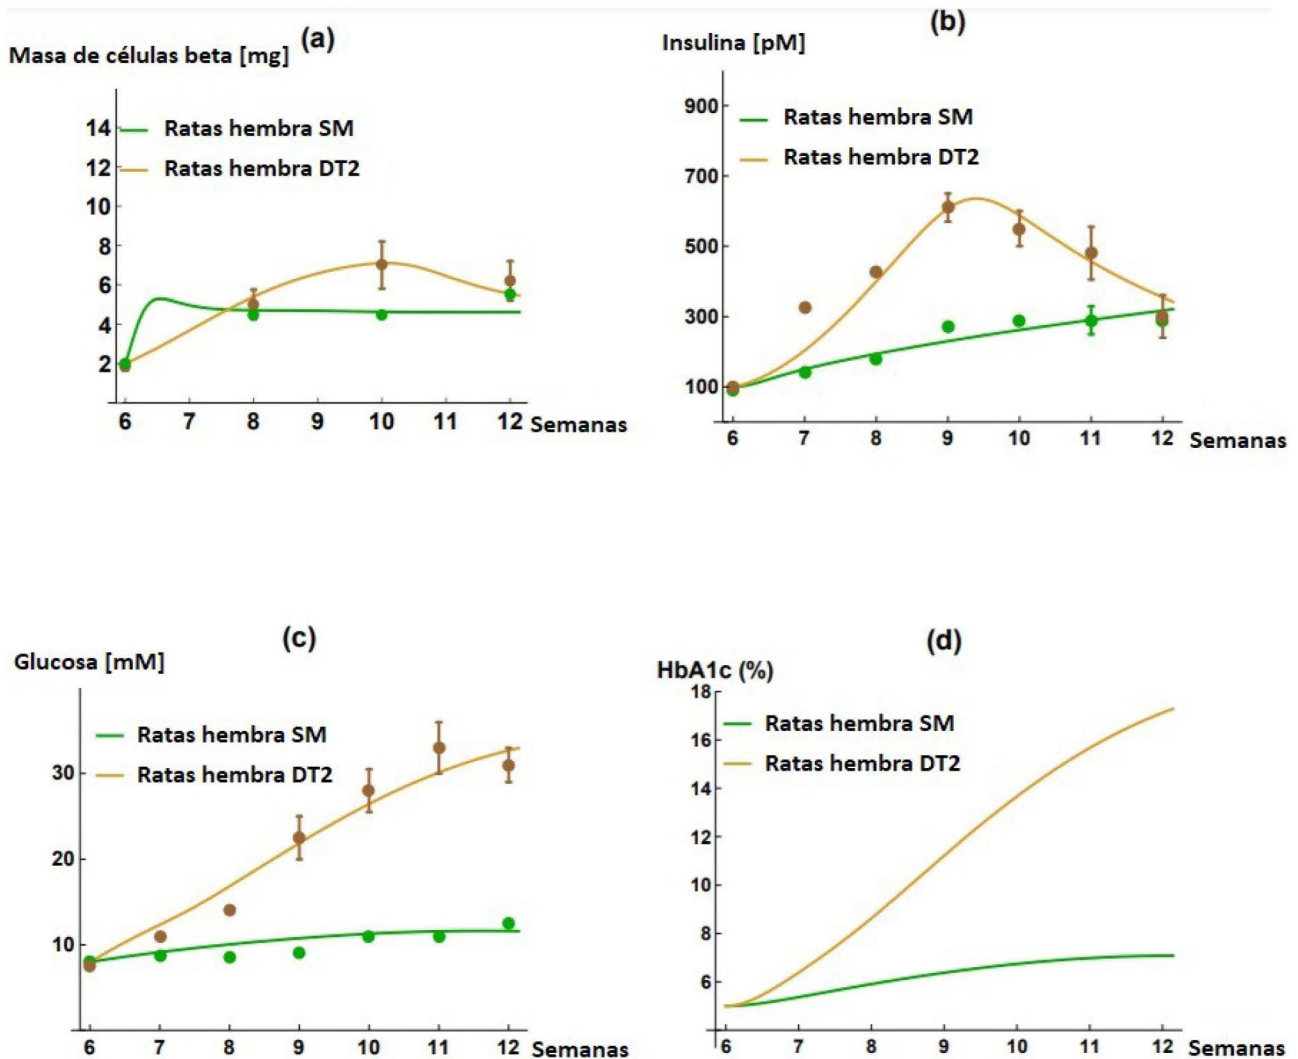 (a)
Masa de células beta [mg]
Ratas hembra SM
Ratas hembra DT2
14
12
10
8
6
4
2
6 7 8 9 10 11 12 Semanas
(b)
Insulina [pM]
Ratas hembra SM
Ratas hembra DT2
900
700
500
300
100
6 7 8 9 10 11 12 Semanas
(c)
Glucosa [mM]
Ratas hembra SM
Ratas hembra DT2
30
20
10
6 7 8 9 10 11 12 Semanas
(d)
HbA1c (%)
Ratas hembra SM
Ratas hembra DT2
18
16
14
12
10
8
6
6 7 8 9 10 11 12 Semanas